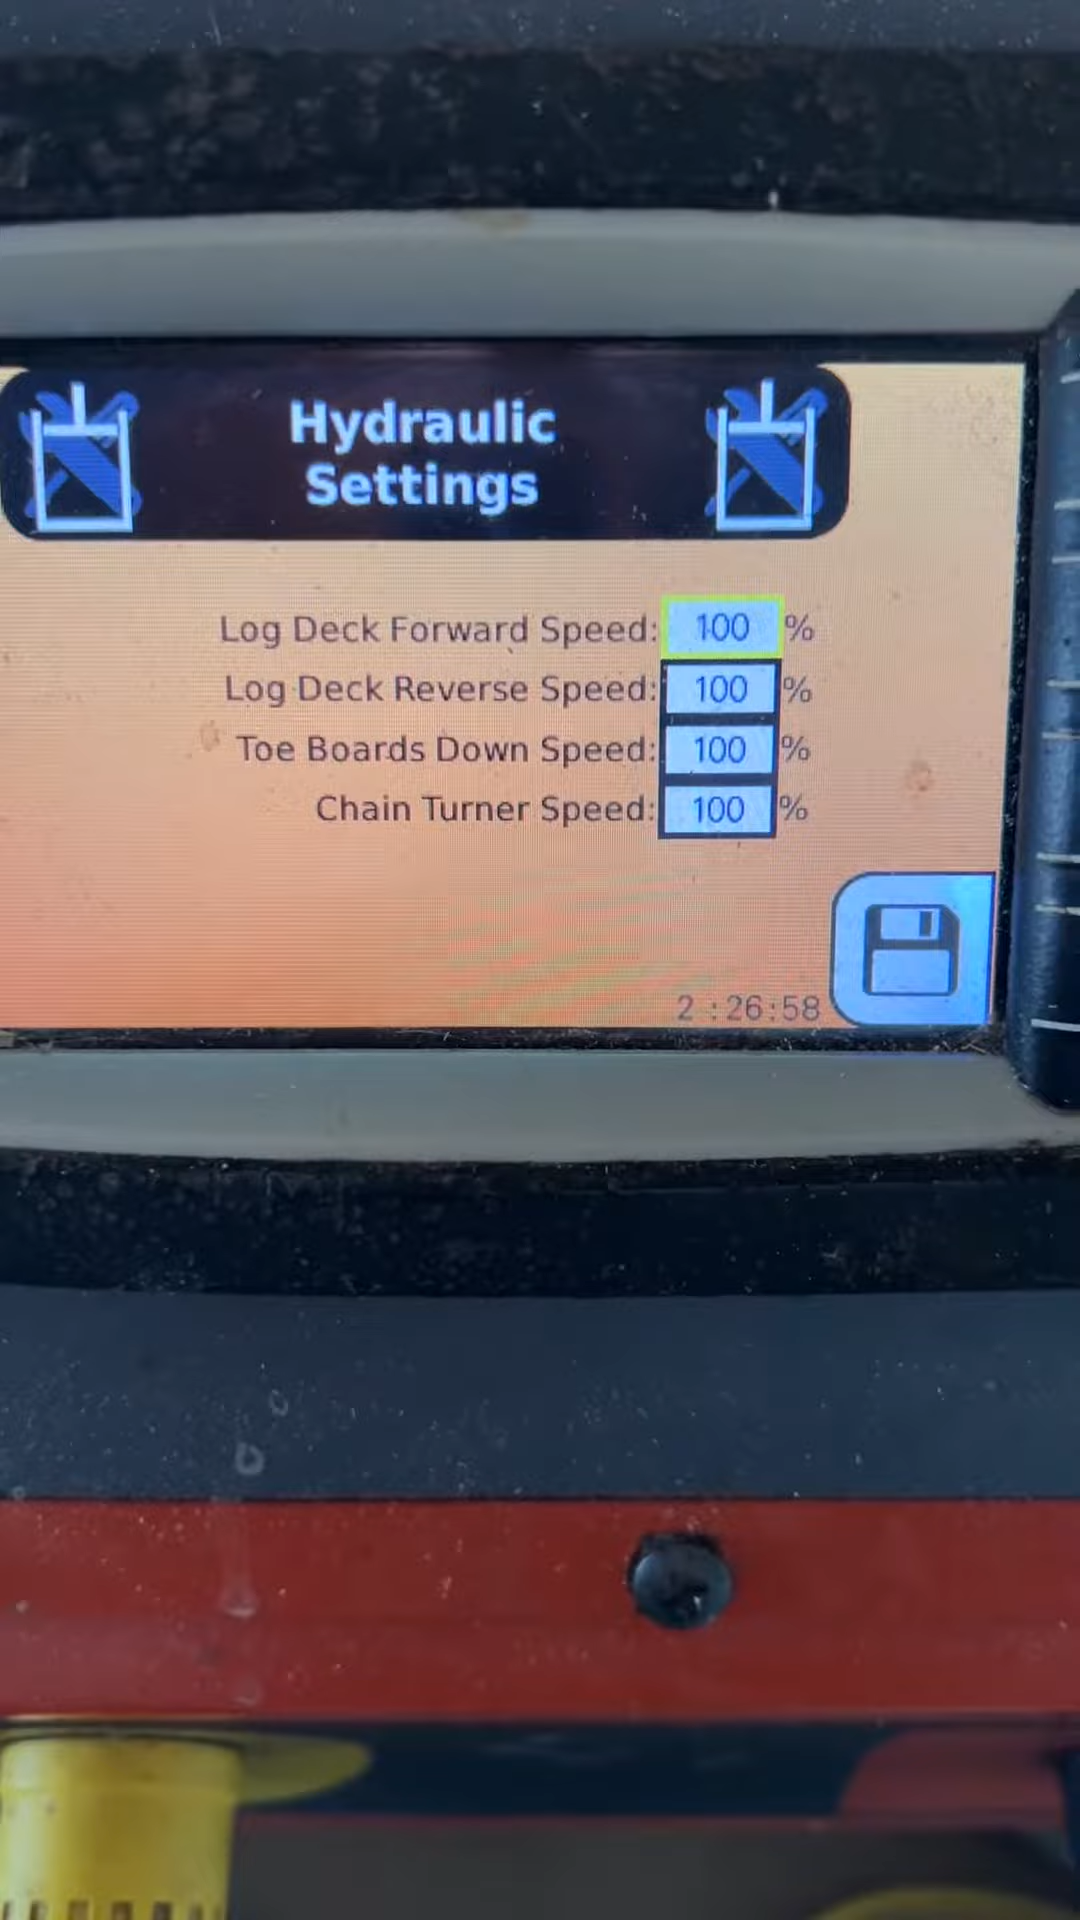 Hydraulic
Settings
Log Deck Forward Speed: 100 %
Log Deck Reverse Speed: 100 %
Toe Boards Down Speed: 100 %
Chain Turner Speed: 100 %
2 :26:58